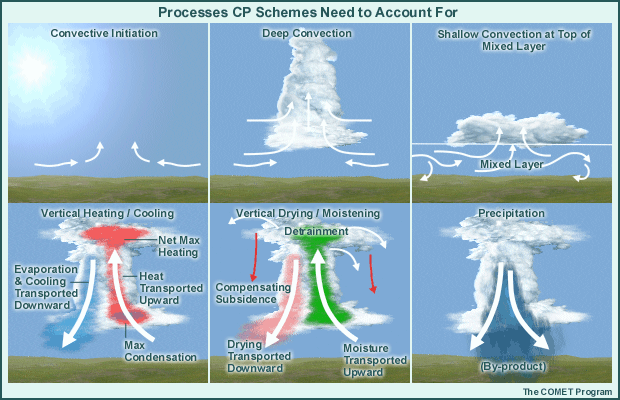 Processes CP Schemes Need to Account For
Convective Initiation
Deep Convection
Shallow Convection at Top of
Mixed Layer
Mixed Layer
Vertical Heating / Cooling
Net Max
Heating
Evaporation
& Cooling
Transported
Downward
Heat
Transported
Upward
Max
Condensation
Vertical Drying / Moistening
Detrainment
Compensating
Subsidence
Drying
Transported
Downward
Moisture
Transported
Upward
Precipitation
(By-product)
The COMET Program